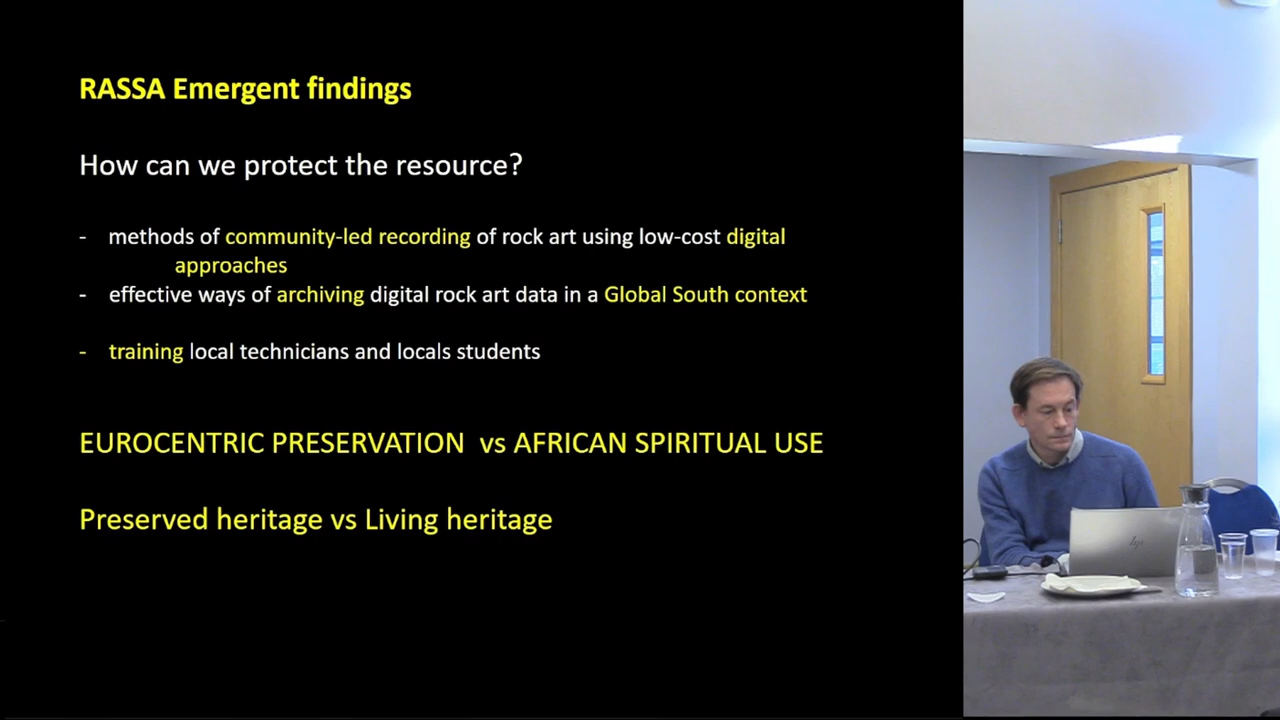 RASSA Emergent findings
How can we protect the resource?
- methods of community-led recording of rock art using low-cost digital
approaches
- effective ways of archiving digital rock art data in a Global South context
- training local technicians and locals students
EUROCENTRIC PRESERVATION vs AFRICAN SPIRITUAL USE
Preserved heritage vs Living heritage
hp